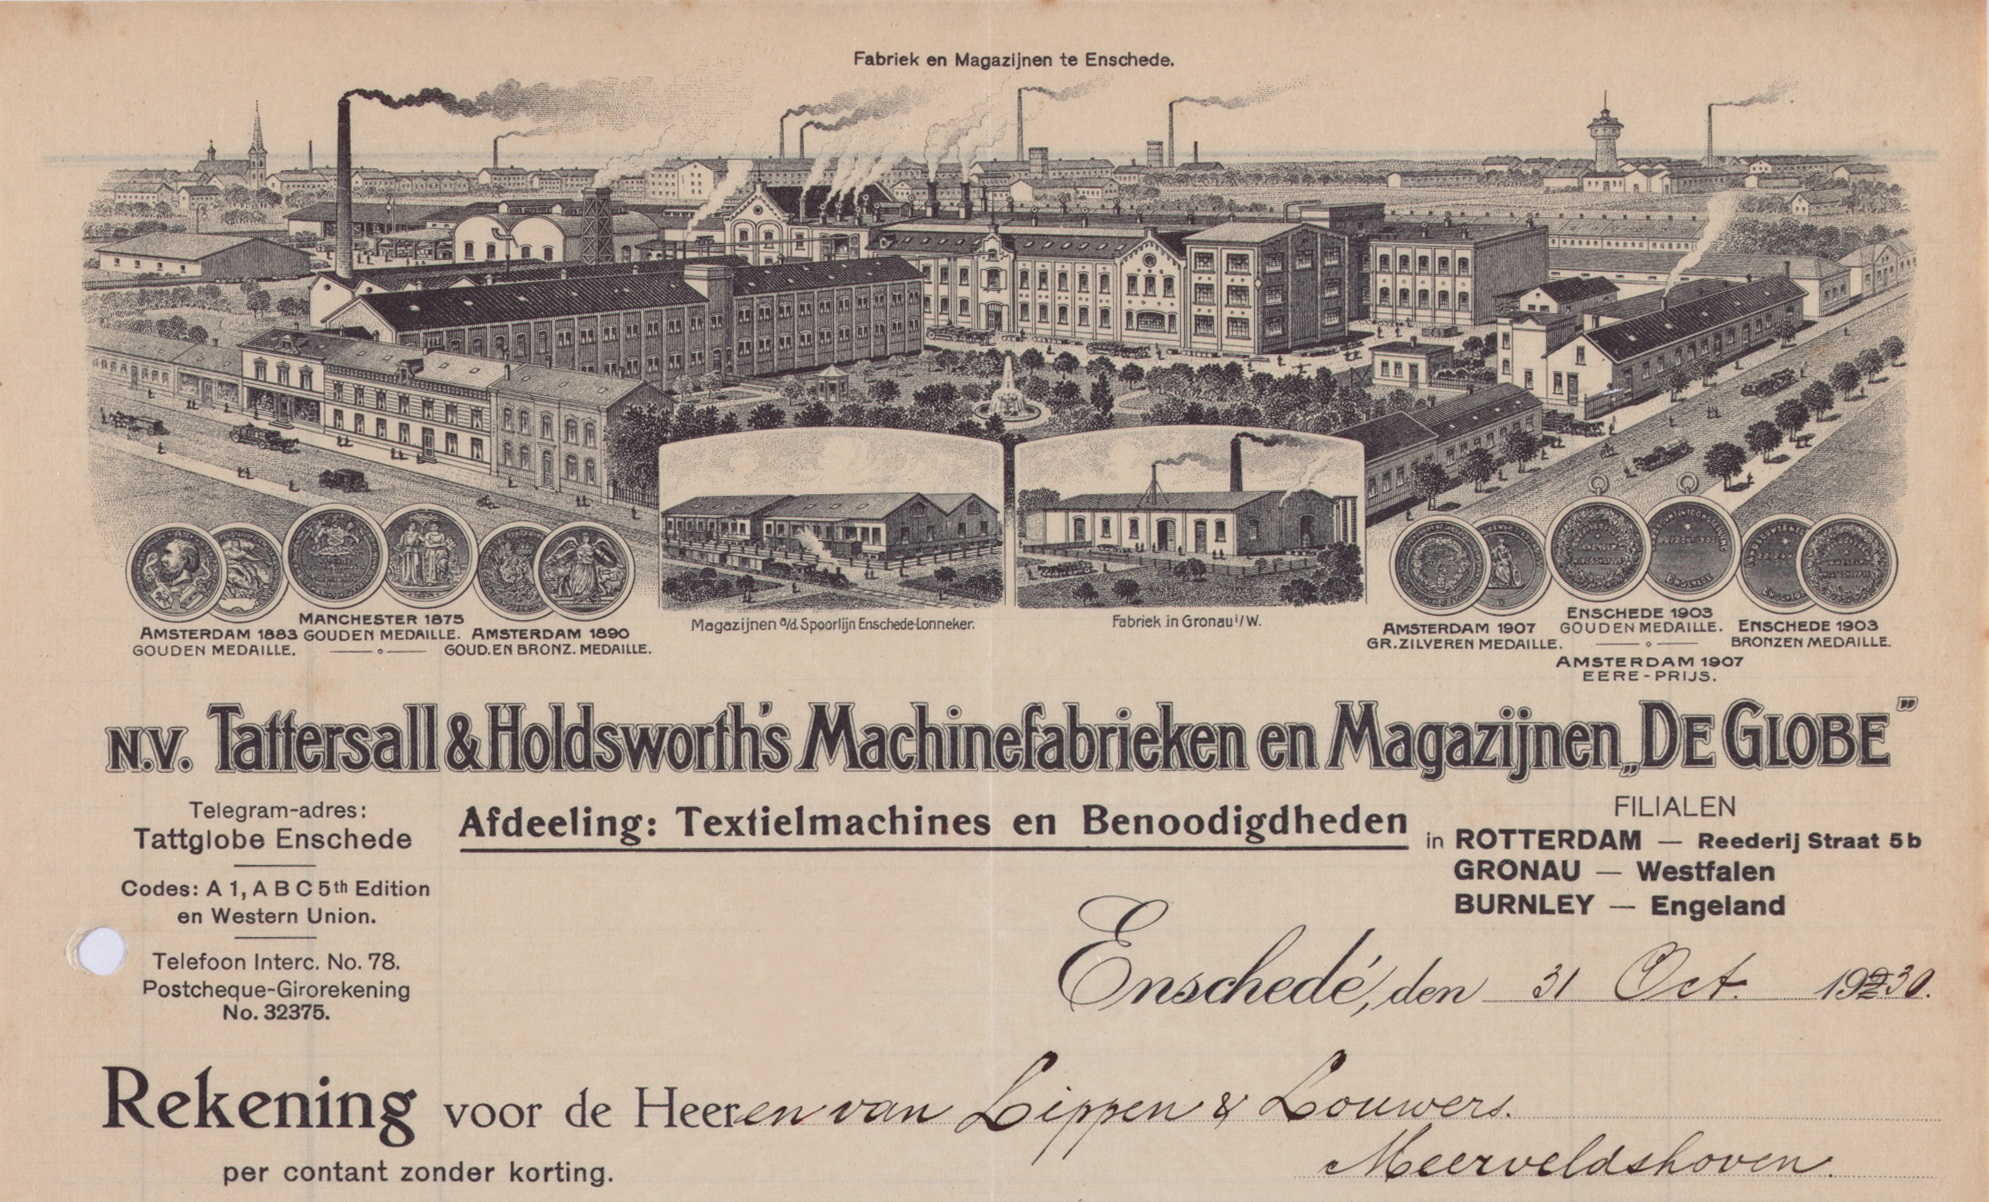 Fabriek en Magazijnen te Enschede.
Magazijnen a/d. Spoorlijn Enschede-Lonneker.
Fabriek in Gronau i/W.
AMSTERDAM 1883
GOUDEN MEDAILLE.
MANCHESTER 1875
GOUDEN MEDAILLE.
AMSTERDAM 1890
GOUD. EN BRONZ. MEDAILLE.
AMSTERDAM 1907
GR. ZILVEREN MEDAILLE.
ENSCHEDE 1903
GOUDEN MEDAILLE.
AMSTERDAM 1907
EERE-PRIJS.
ENSCHEDE 1903
BRONZEN MEDAILLE.
N.V. Tattersall & Holdsworth's Machinefabrieken en Magazijnen „DE GLOBE”
Telegram-adres:
Tattglobe Enschede
Codes: A 1, A B C 5th Edition
en Western Union.
Telefoon Interc. No. 78.
Postcheque-Girorekening
No. 32375.
Afdeeling: Textielmachines en Benoodigdheden
FILIALEN
in ROTTERDAM — Reederij Straat 5b
GRONAU — Westfalen
BURNLEY — Engeland
Enschedé, den 31 Oct. 1930.
Rekening voor de Heeren van Lippen & Louwers.
Meerveldshoven.
per contant zonder korting.